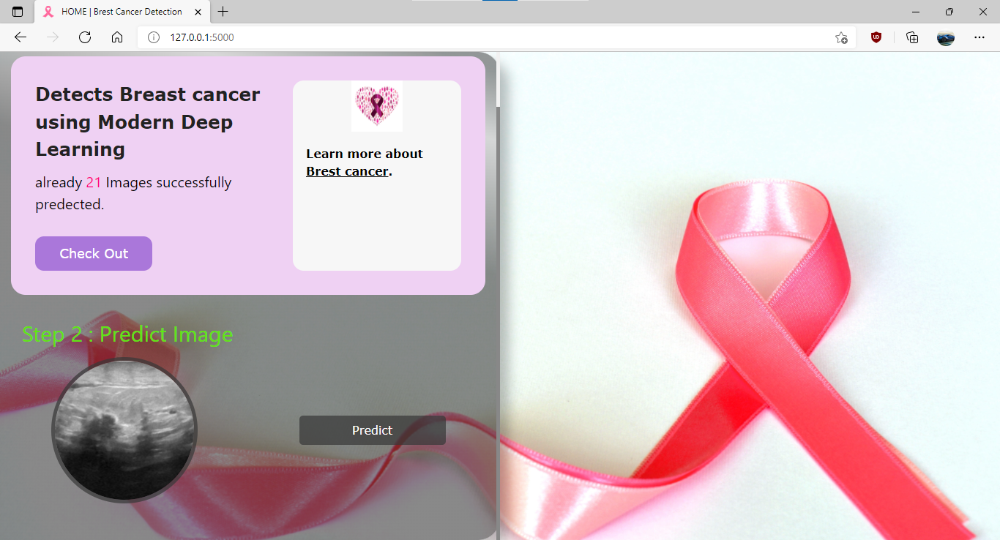 HOME | Brest Cancer Detection
127.0.0.1:5000
Detects Breast cancer
using Modern Deep
Learning
already 21 Images successfully
predected.
Check Out
Learn more about
Brest cancer.
Step 2 : Predict Image
Predict